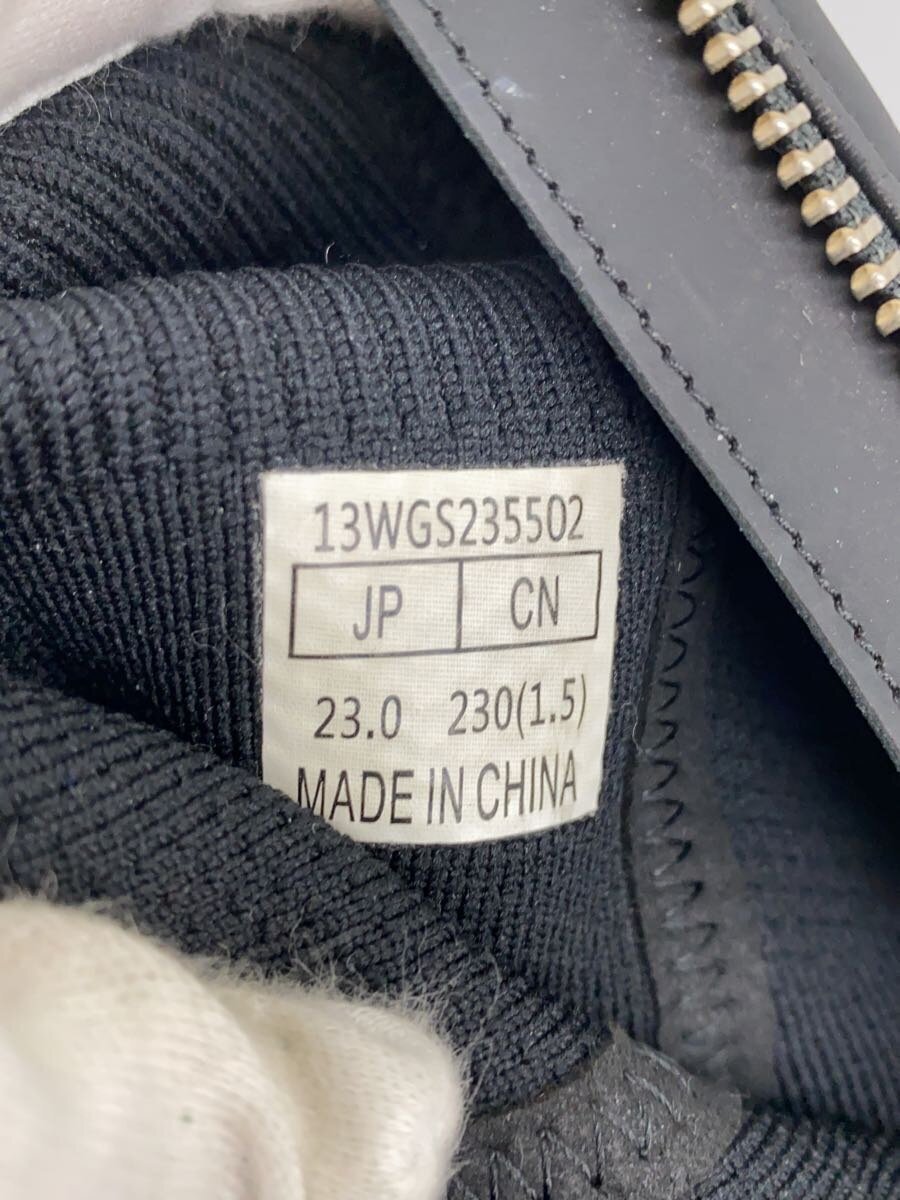 13WGS235502
JP CN
23.0 230(1.5)
MADE IN CHINA